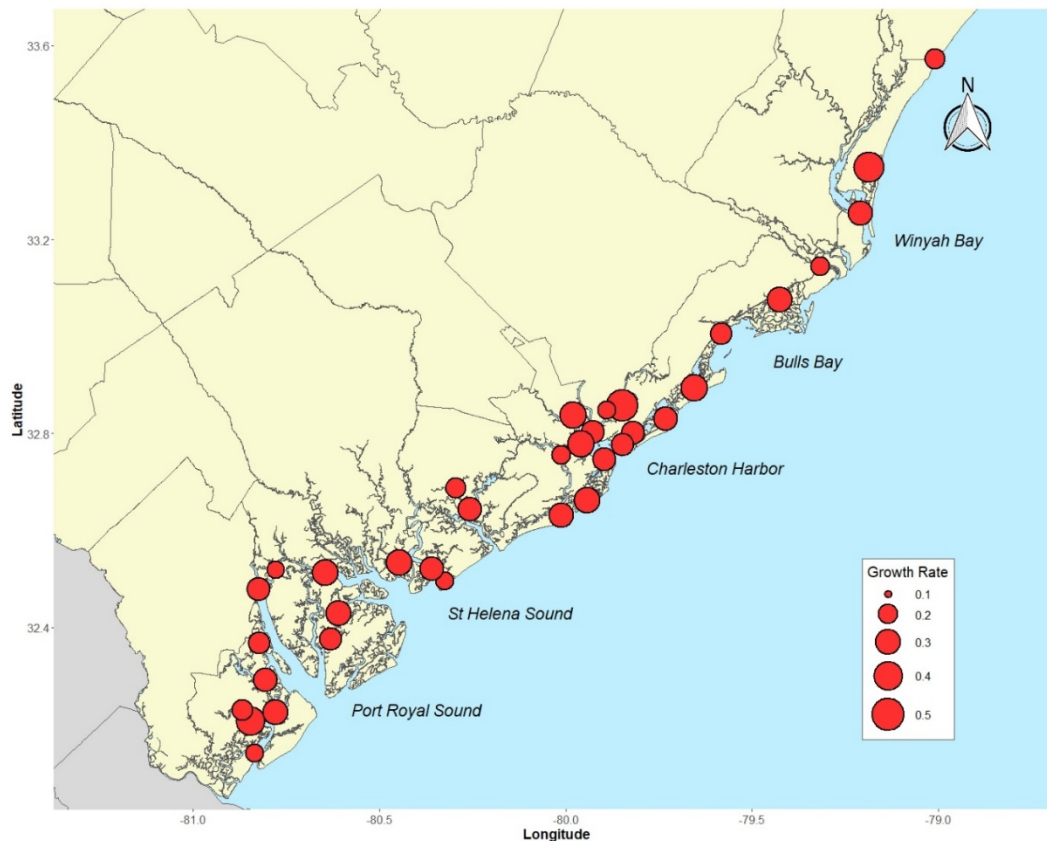 33.6
N
33.2
Winyah Bay
Bulls Bay
Latitude
32.8
Charleston Harbor
Growth Rate
0.1
0.2
0.3
0.4
0.5
St Helena Sound
32.4
Port Royal Sound
-81.0
-80.5
-80.0
-79.5
-79.0
Longitude